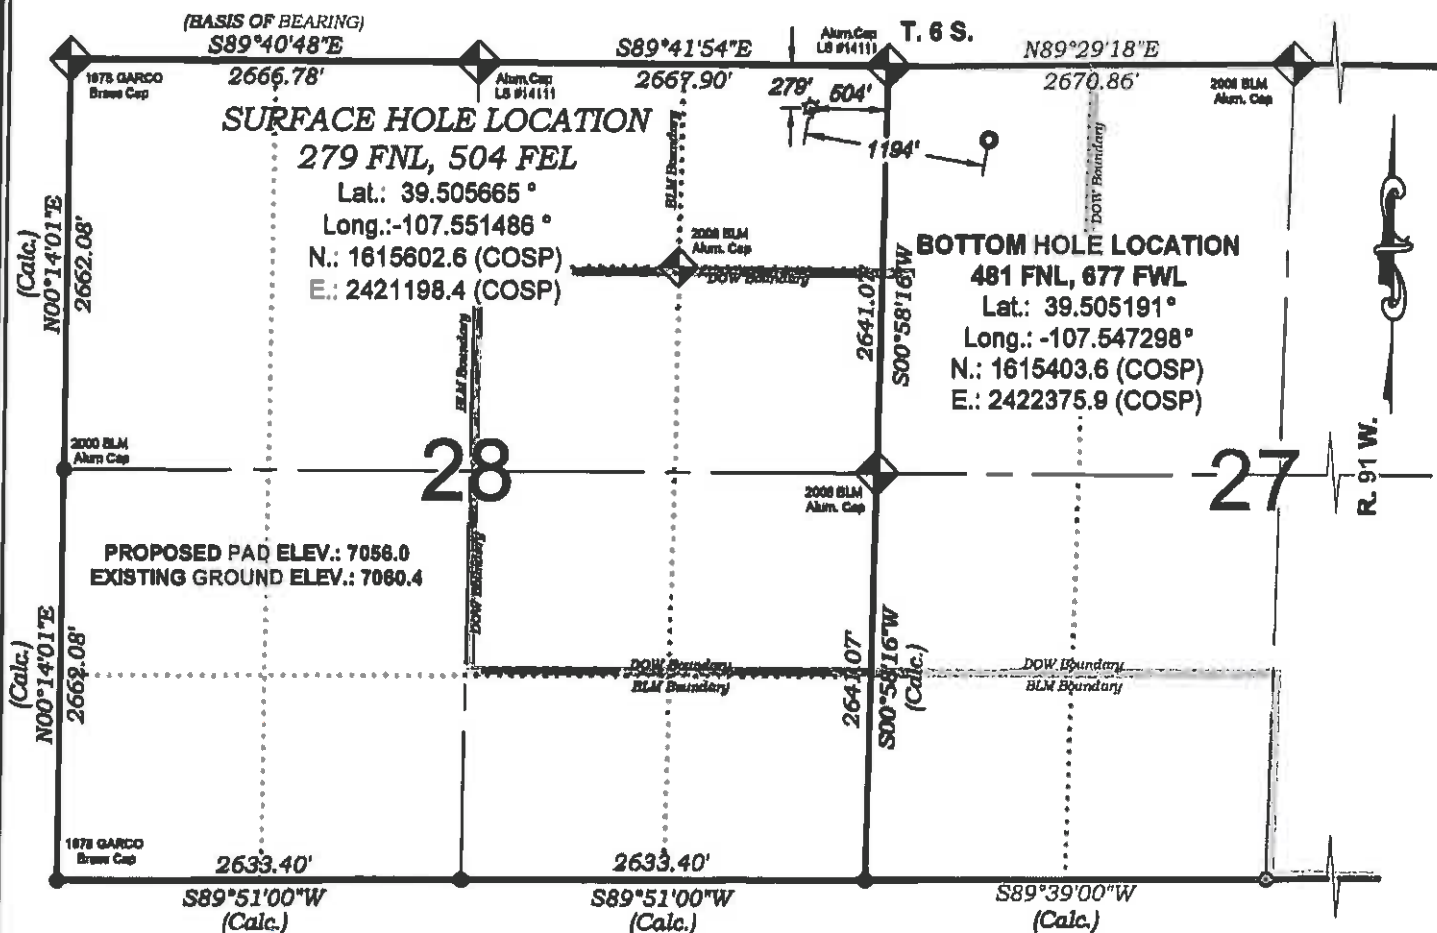 (BASIS OF BEARING)
S89°40'48"E
2666.78'
S89°41'54"E
2667.90'
Alum.Cap
LS #14111
T. 6 S.
N89°29'18"E
2670.86'
1978 GARCO
Brass Cap
Alum.Cap
LS #14111
2008 BLM
Alum. Cap
279'
504'
1194'
SURFACE HOLE LOCATION
279 FNL, 504 FEL
Lat.: 39.505665 °
Long.:-107.551486 °
N.: 1615602.6 (COSP)
E.: 2421198.4 (COSP)
BLM Boundary
DOW Boundary
2008 BLM
Alum. Cap
DOW Boundary
BOTTOM HOLE LOCATION
481 FNL, 677 FWL
Lat.: 39.505191°
Long.: -107.547298°
N.: 1615403.6 (COSP)
E.: 2422375.9 (COSP)
(Calc.)
N00°14'01"E
2662.08'
BLM Boundary
2641.07'
S00°58'16"W
2000 BLM
Alum Cap
28
2008 BLM
Alum. Cap
27
R. 91 W.
PROPOSED PAD ELEV.: 7056.0
EXISTING GROUND ELEV.: 7060.4
DOW Boundary
(Calc.)
N00°14'01"E
2662.08'
DOW Boundary
BLM Boundary
2641.07'
S00°58'16"W
(Calc.)
DOW Boundary
BLM Boundary
1978 GARCO
Brass Cap
2633.40'
S89°51'00"W
(Calc.)
2633.40'
S89°51'00"W
(Calc.)
S89°39'00"W
(Calc.)